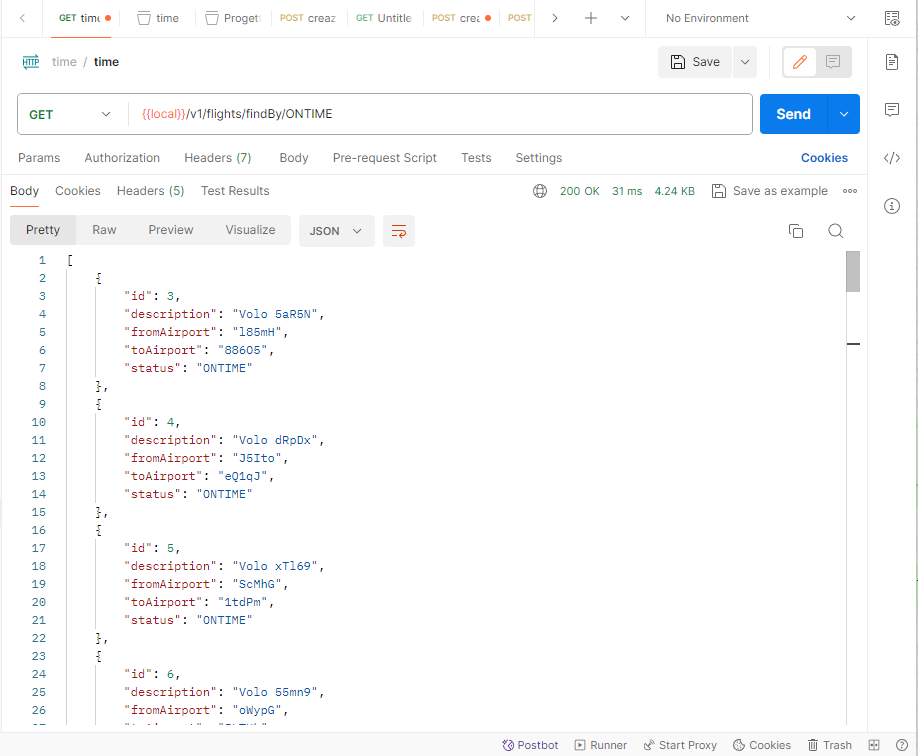 GET time
time
Proget
POST creaz
GET Untitle
POST crea
POST
No Environment
HTTP time / time
Save
GET {{local}}/v1/flights/findBy/ONTIME
Send
Params Authorization Headers (7) Body Pre-request Script Tests Settings Cookies
Body Cookies Headers (5) Test Results 200 OK 31 ms 4.24 KB Save as example
Pretty Raw Preview Visualize JSON
1 [
2 {
3 "id": 3,
4 "description": "Volo 5aR5N",
5 "fromAirport": "l85mH",
6 "toAirport": "886O5",
7 "status": "ONTIME"
8 },
9 {
10 "id": 4,
11 "description": "Volo dRpDx",
12 "fromAirport": "J5Ito",
13 "toAirport": "eQ1qJ",
14 "status": "ONTIME"
15 },
16 {
17 "id": 5,
18 "description": "Volo xTl69",
19 "fromAirport": "ScMhG",
20 "toAirport": "1tdPm",
21 "status": "ONTIME"
22 },
23 {
24 "id": 6,
25 "description": "Volo 55mn9",
26 "fromAirport": "oWypG",
Postbot Runner Start Proxy Cookies Trash